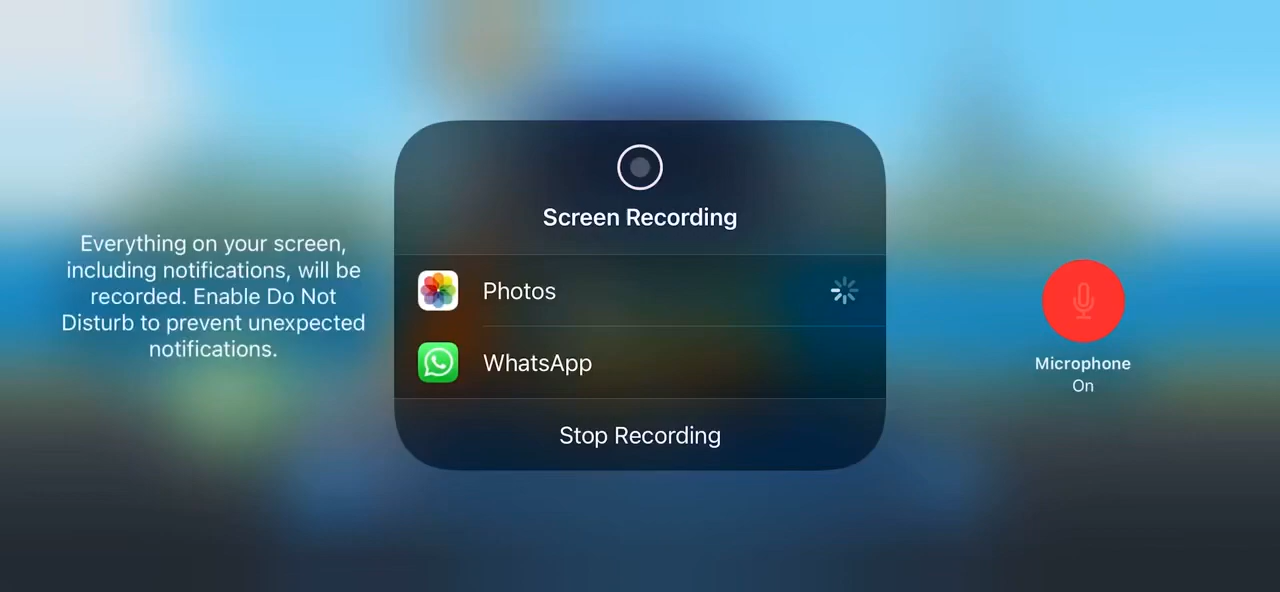 Everything on your screen,
including notifications, will be
recorded. Enable Do Not
Disturb to prevent unexpected
notifications.
Screen Recording
Photos
WhatsApp
Stop Recording
Microphone
On